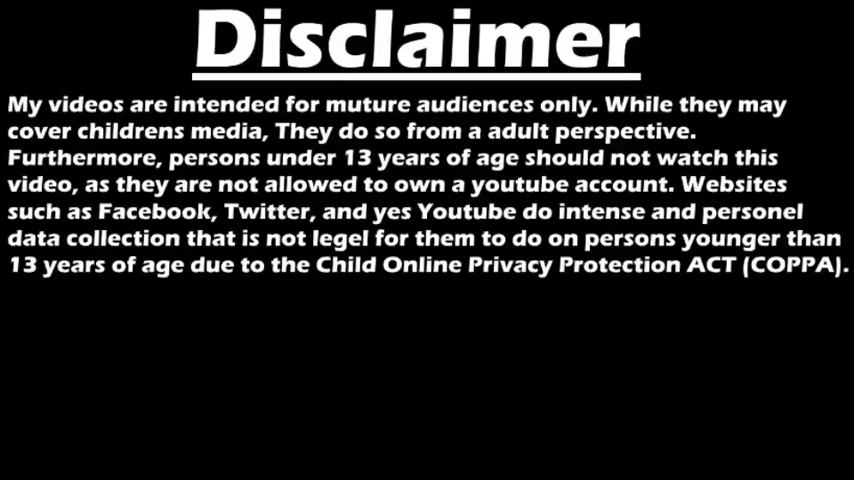 Disclaimer
My videos are intended for muture audiences only. While they may
cover childrens media, They do so from a adult perspective.
Furthermore, persons under 13 years of age should not watch this
video, as they are not allowed to own a youtube account. Websites
such as Facebook, Twitter, and yes Youtube do intense and personel
data collection that is not legel for them to do on persons younger than
13 years of age due to the Child Online Privacy Protection ACT (COPPA).